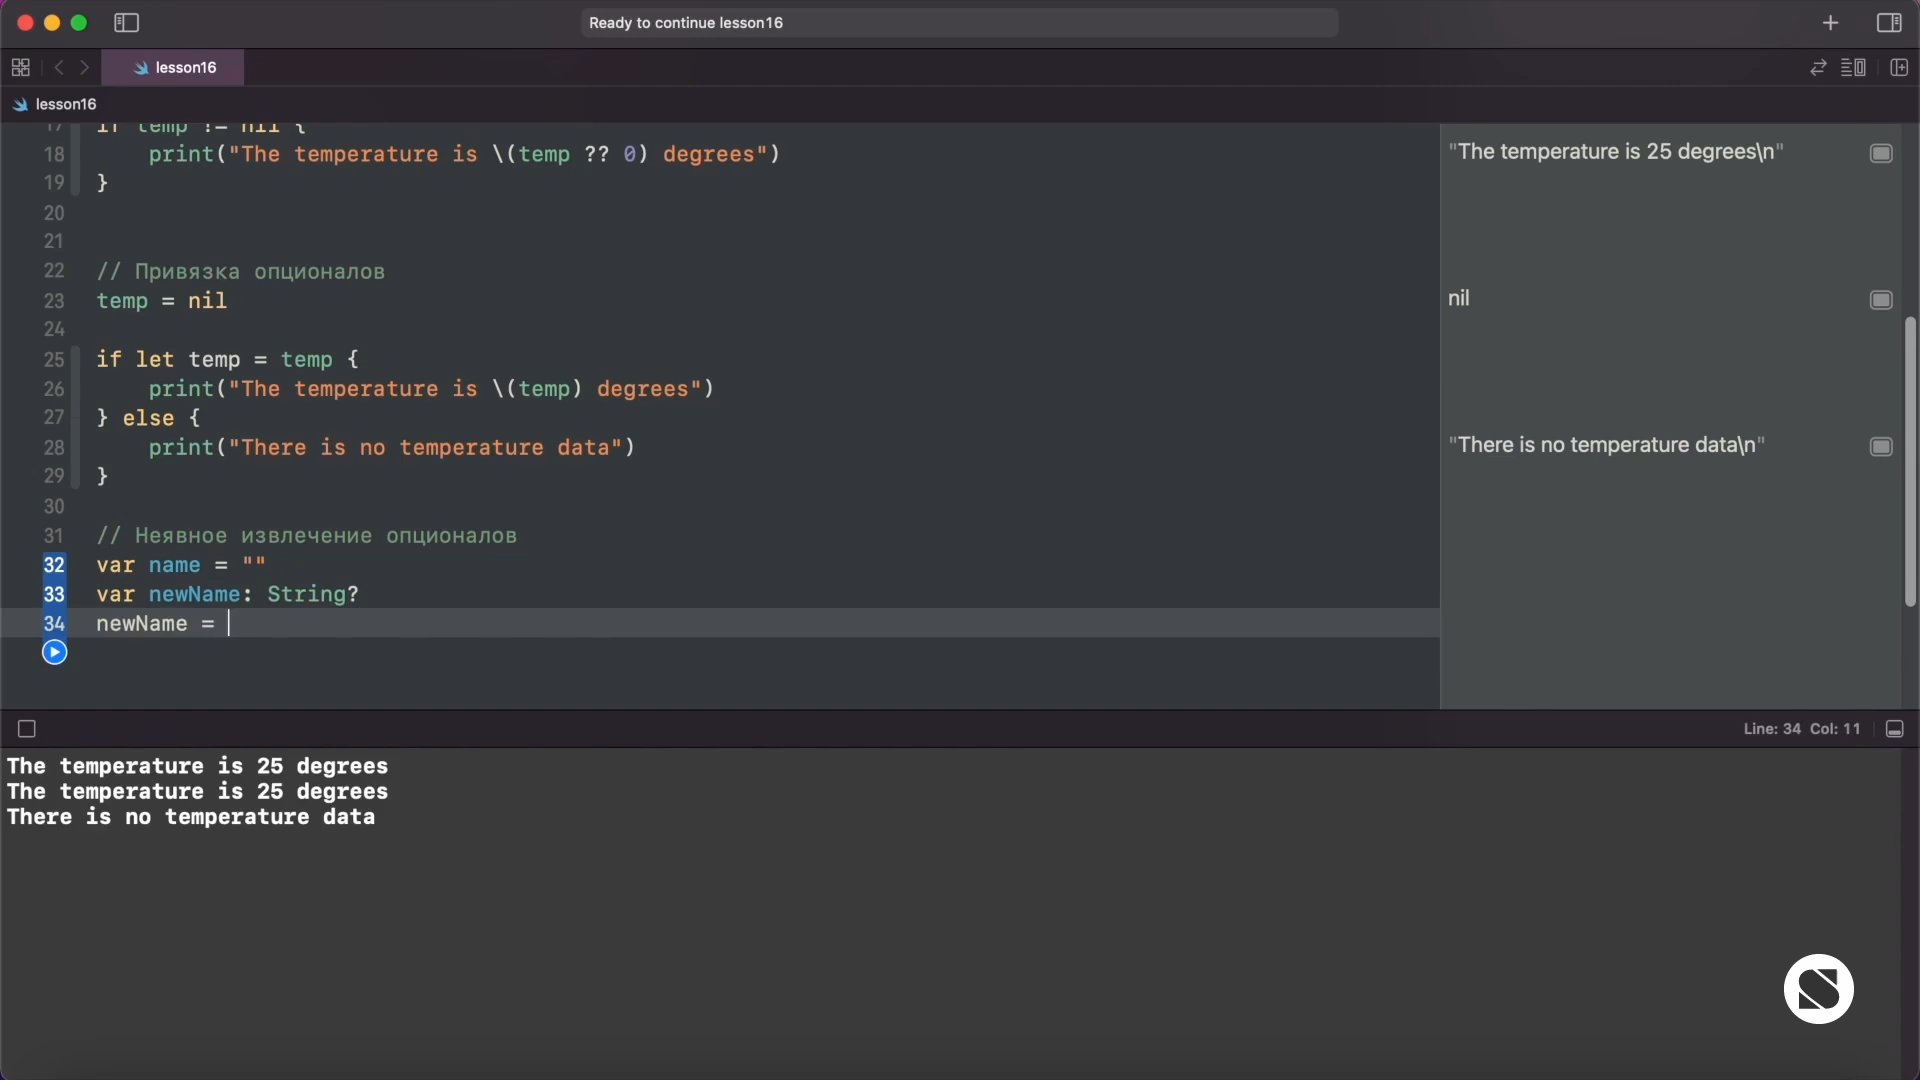 Ready to continue lesson16
lesson16
lesson16
17 if temp != nil {
18 print("The temperature is \(temp ?? 0) degrees")
"The temperature is 25 degrees\n"
19 }
20
21
22 // Привязка опционалов
23 temp = nil
nil
24
25 if let temp = temp {
26 print("The temperature is \(temp) degrees")
27 } else {
28 print("There is no temperature data")
"There is no temperature data\n"
29 }
30
31 // Неявное извлечение опционалов
32 var name = ""
33 var newName: String?
34 newName =
Line: 34 Col: 11
The temperature is 25 degrees
The temperature is 25 degrees
There is no temperature data